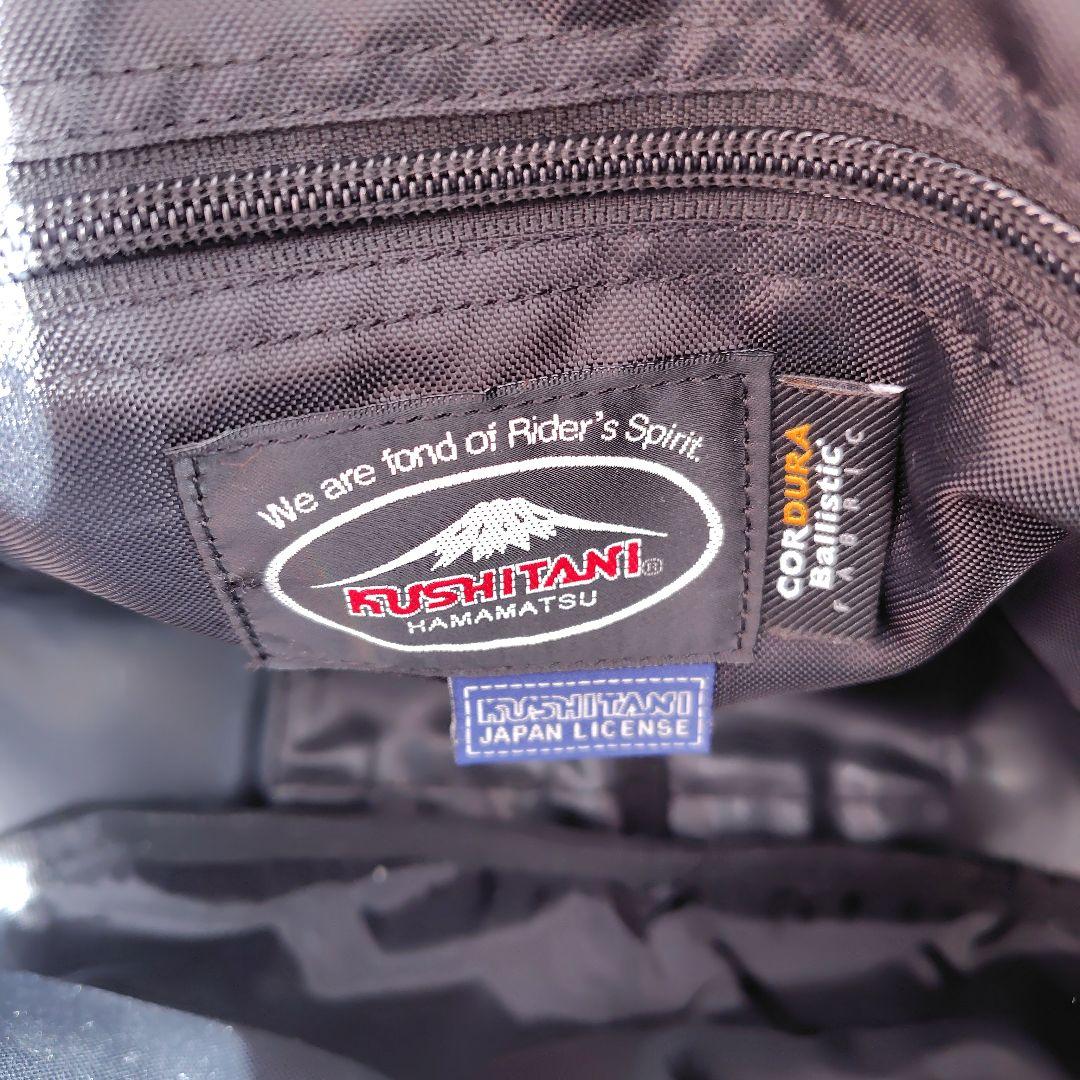 We are fond of Rider's Spirit.
KUSHITANI®
HAMAMATSU
KUSHITANI
JAPAN LICENSE
CORDURA
Ballistic
FABRIC